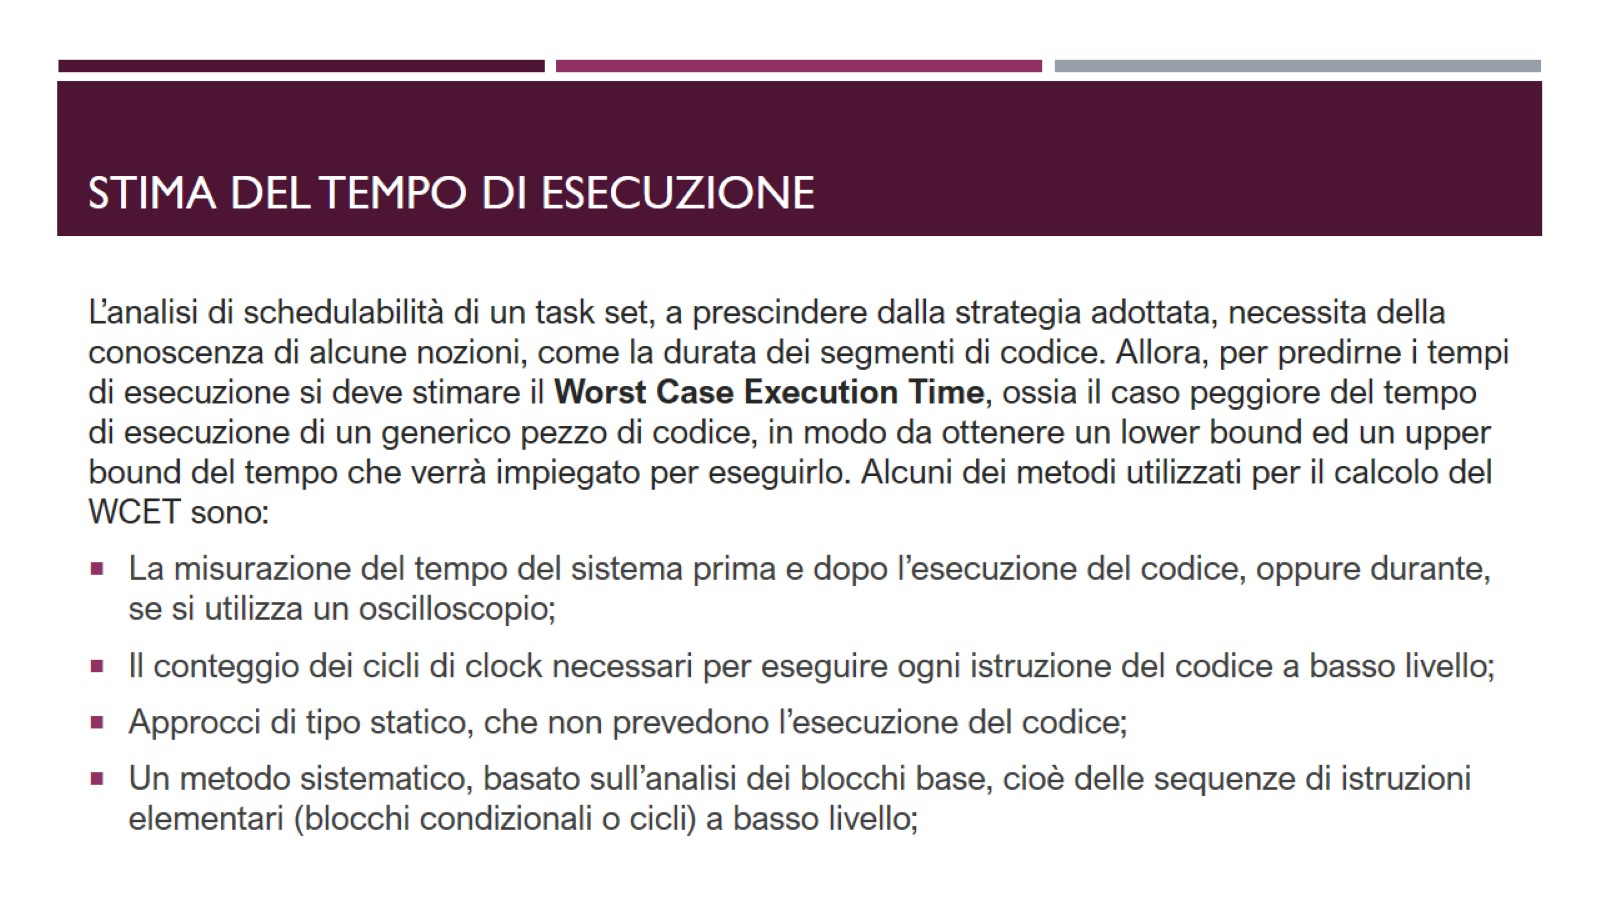 STIMA DEL TEMPO DI ESECUZIONE
L’analisi di schedulabilità di un task set, a prescindere dalla strategia adottata, necessita della
conoscenza di alcune nozioni, come la durata dei segmenti di codice. Allora, per predirne i tempi
di esecuzione si deve stimare il Worst Case Execution Time, ossia il caso peggiore del tempo
di esecuzione di un generico pezzo di codice, in modo da ottenere un lower bound ed un upper
bound del tempo che verrà impiegato per eseguirlo. Alcuni dei metodi utilizzati per il calcolo del
WCET sono:
▪ La misurazione del tempo del sistema prima e dopo l’esecuzione del codice, oppure durante,
se si utilizza un oscilloscopio;
▪ Il conteggio dei cicli di clock necessari per eseguire ogni istruzione del codice a basso livello;
▪ Approcci di tipo statico, che non prevedono l’esecuzione del codice;
▪ Un metodo sistematico, basato sull’analisi dei blocchi base, cioè delle sequenze di istruzioni
elementari (blocchi condizionali o cicli) a basso livello;